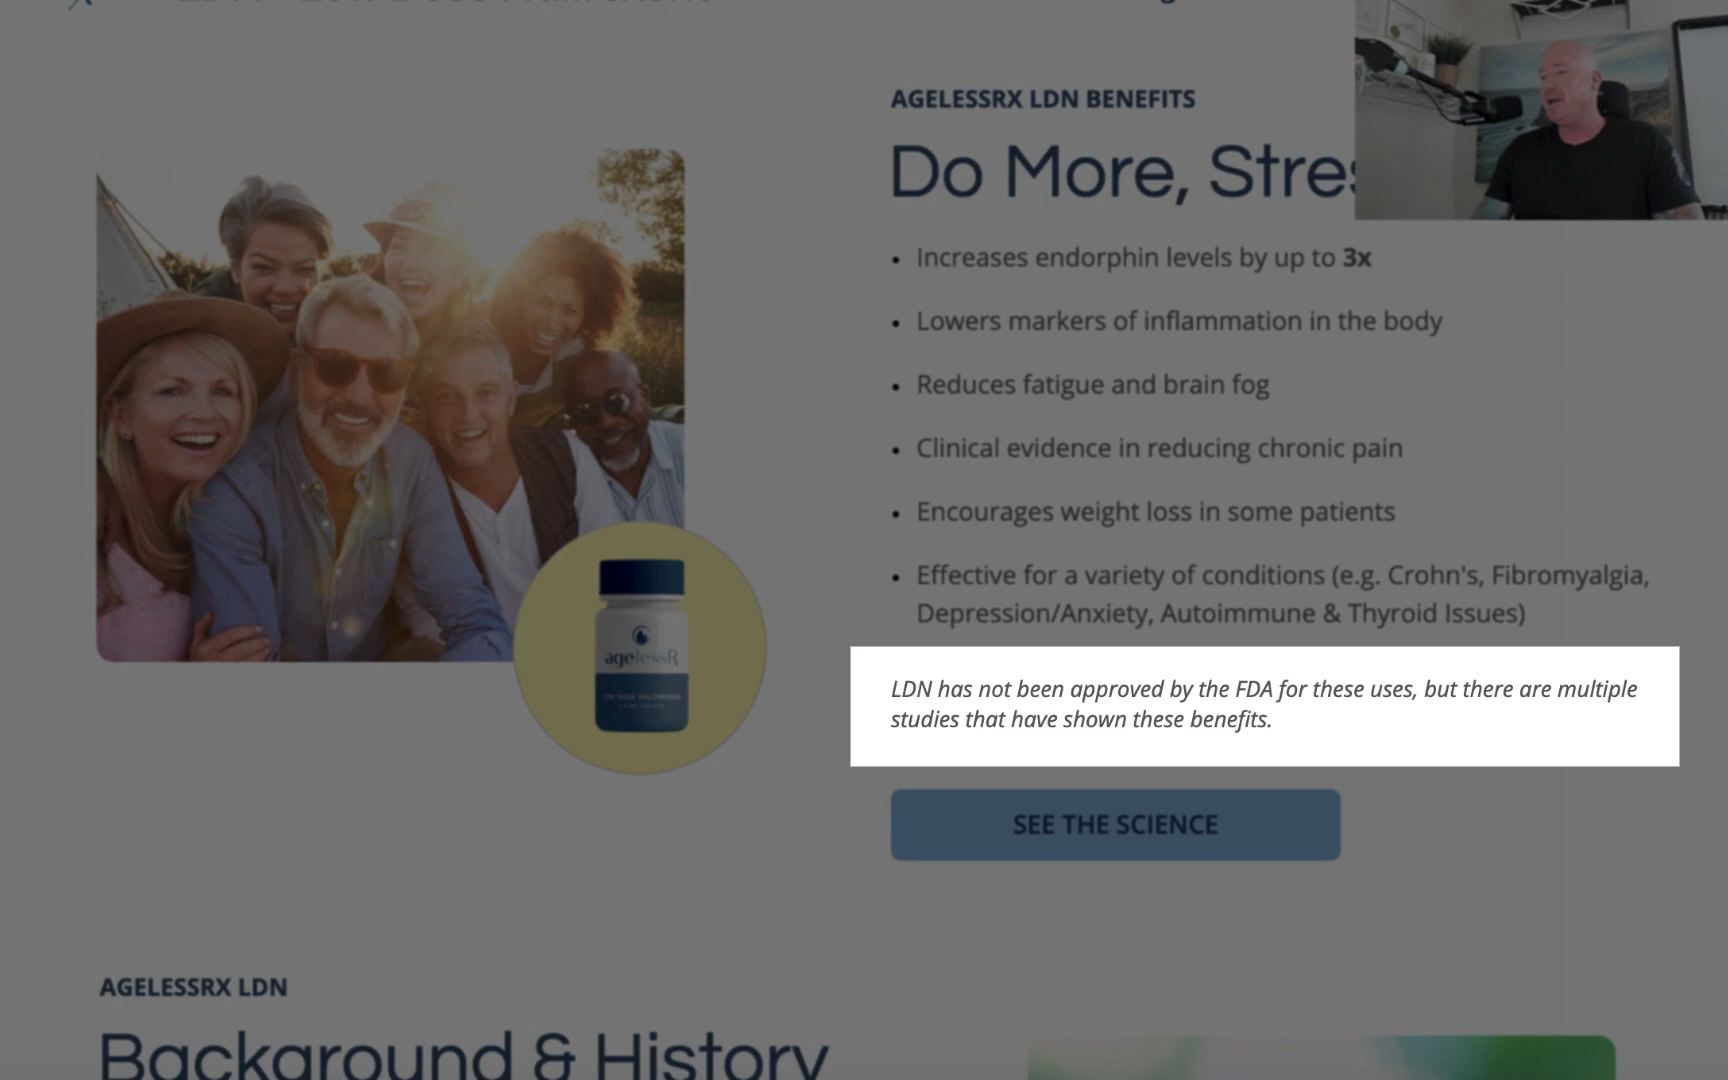 AGELESSRX LDN BENEFITS
Do More, Stres
Increases endorphin levels by up to 3x
Lowers markers of inflammation in the body
Reduces fatigue and brain fog
Clinical evidence in reducing chronic pain
Encourages weight loss in some patients
Effective for a variety of conditions (e.g. Crohn's, Fibromyalgia,
Depression/Anxiety, Autoimmune & Thyroid Issues)
LDN has not been approved by the FDA for these uses, but there are multiple
studies that have shown these benefits.
SEE THE SCIENCE
agelessR
AGELESSRX LDN
Background & History